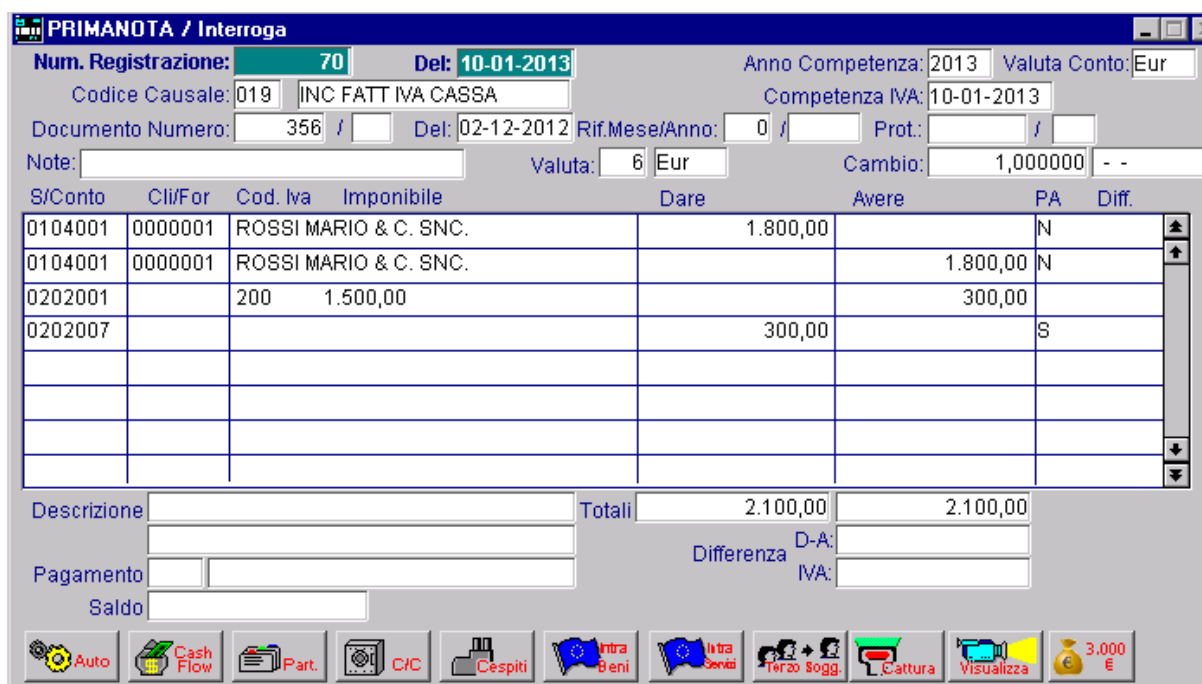 PRIMANOTA / Interroga
Num. Registrazione: 70 Del: 10-01-2013 Anno Competenza: 2013 Valuta Conto: Eur
Codice Causale: 019 INC FATT IVA CASSA Competenza IVA: 10-01-2013
Documento Numero: 356 / Del: 02-12-2012 Rif.Mese/Anno: 0 / Prot.: /
Note: Valuta: 6 Eur Cambio: 1,000000 - -
S/Conto Cli/For Cod. Iva Imponibile Dare Avere PA Diff.
0104001 0000001 ROSSI MARIO & C. SNC. 1.800,00 N
0104001 0000001 ROSSI MARIO & C. SNC. 1.800,00 N
0202001 200 1.500,00 300,00
0202007 300,00 S
Descrizione Totali 2.100,00 2.100,00
Differenza D-A:
Pagamento IVA:
Saldo
Auto Cash Flow Part. C/C Cespiti Intra Beni Intra Servizi Terzo Sogg. Cattura Visualizza 3.000 €